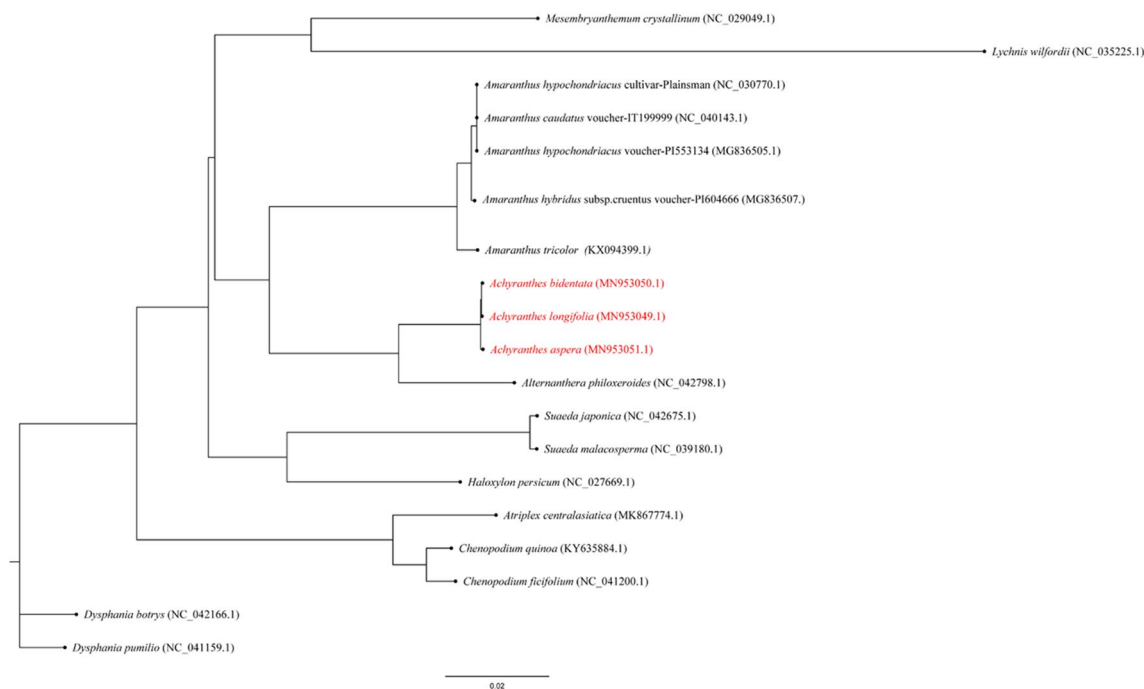 Mesembryanthemum crystallinum (NC_029049.1)
Lychnis wilfordii (NC_035225.1)
Amaranthus hypochondriacus cultivar-Plainsman (NC_030770.1)
Amaranthus caudatus voucher-IT199999 (NC_040143.1)
Amaranthus hypochondriacus voucher-PI553134 (MG836505.1)
Amaranthus hybridus subsp.cruentus voucher-PI604666 (MG836507.)
Amaranthus tricolor (KX094399.1)
Achyranthes bidentata (MN953050.1)
Achyranthes longifolia (MN953049.1)
Achyranthes aspera (MN953051.1)
Alternanthera philoxeroides (NC_042798.1)
Suaeda japonica (NC_042675.1)
Suaeda malacosperma (NC_039180.1)
Haloxylon persicum (NC_027669.1)
Atriplex centralasiatica (MK867774.1)
Chenopodium quinoa (KY635884.1)
Chenopodium ficifolium (NC_041200.1)
Dysphania botrys (NC_042166.1)
Dysphania pumilio (NC_041159.1)
0.02